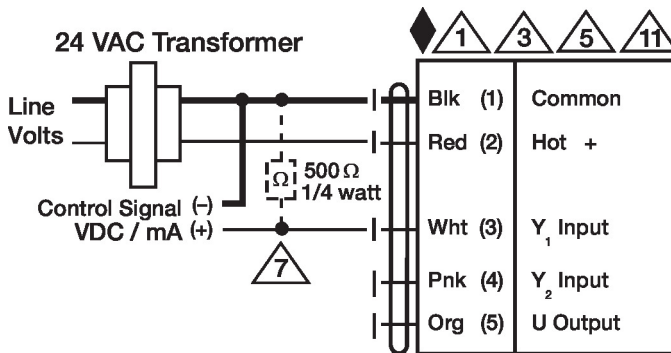 24 VAC Transformer
1 3 5 11
Line
Volts
Blk (1) Common
Red (2) Hot +
Ω 500 Ω
1/4 watt
Control Signal (–)
VDC / mA (+)
Wht (3) Y1 Input
7
Pnk (4) Y2 Input
Org (5) U Output